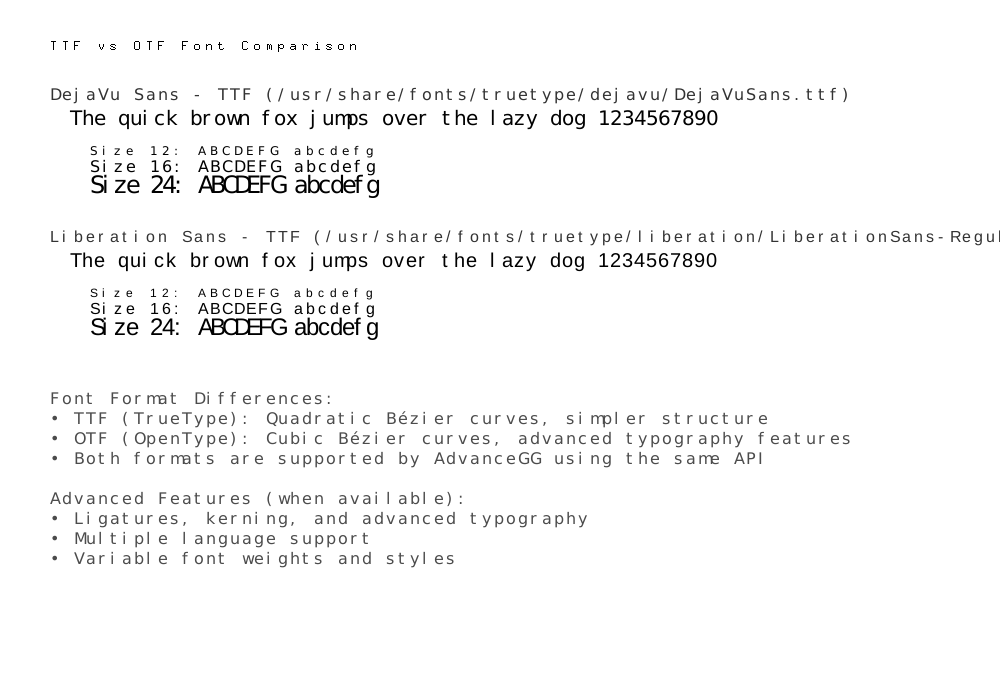 TTF vs OTF Font Comparison
DejaVu Sans - TTF (/usr/share/fonts/truetype/dejavu/DejaVuSans.ttf)
The quick brown fox jumps over the lazy dog 1234567890
Size 12: ABCDEFG abcdefg
Size 16: ABCDEFG abcdefg
Size 24: ABCDEFG abcdefg
Liberation Sans - TTF (/usr/share/fonts/truetype/liberation/LiberationSans-Regul
The quick brown fox jumps over the lazy dog 1234567890
Size 12: ABCDEFG abcdefg
Size 16: ABCDEFG abcdefg
Size 24: ABCDEFG abcdefg
Font Format Differences:
• TTF (TrueType): Quadratic Bézier curves, simpler structure
• OTF (OpenType): Cubic Bézier curves, advanced typography features
• Both formats are supported by AdvanceGG using the same API
Advanced Features (when available):
• Ligatures, kerning, and advanced typography
• Multiple language support
• Variable font weights and styles